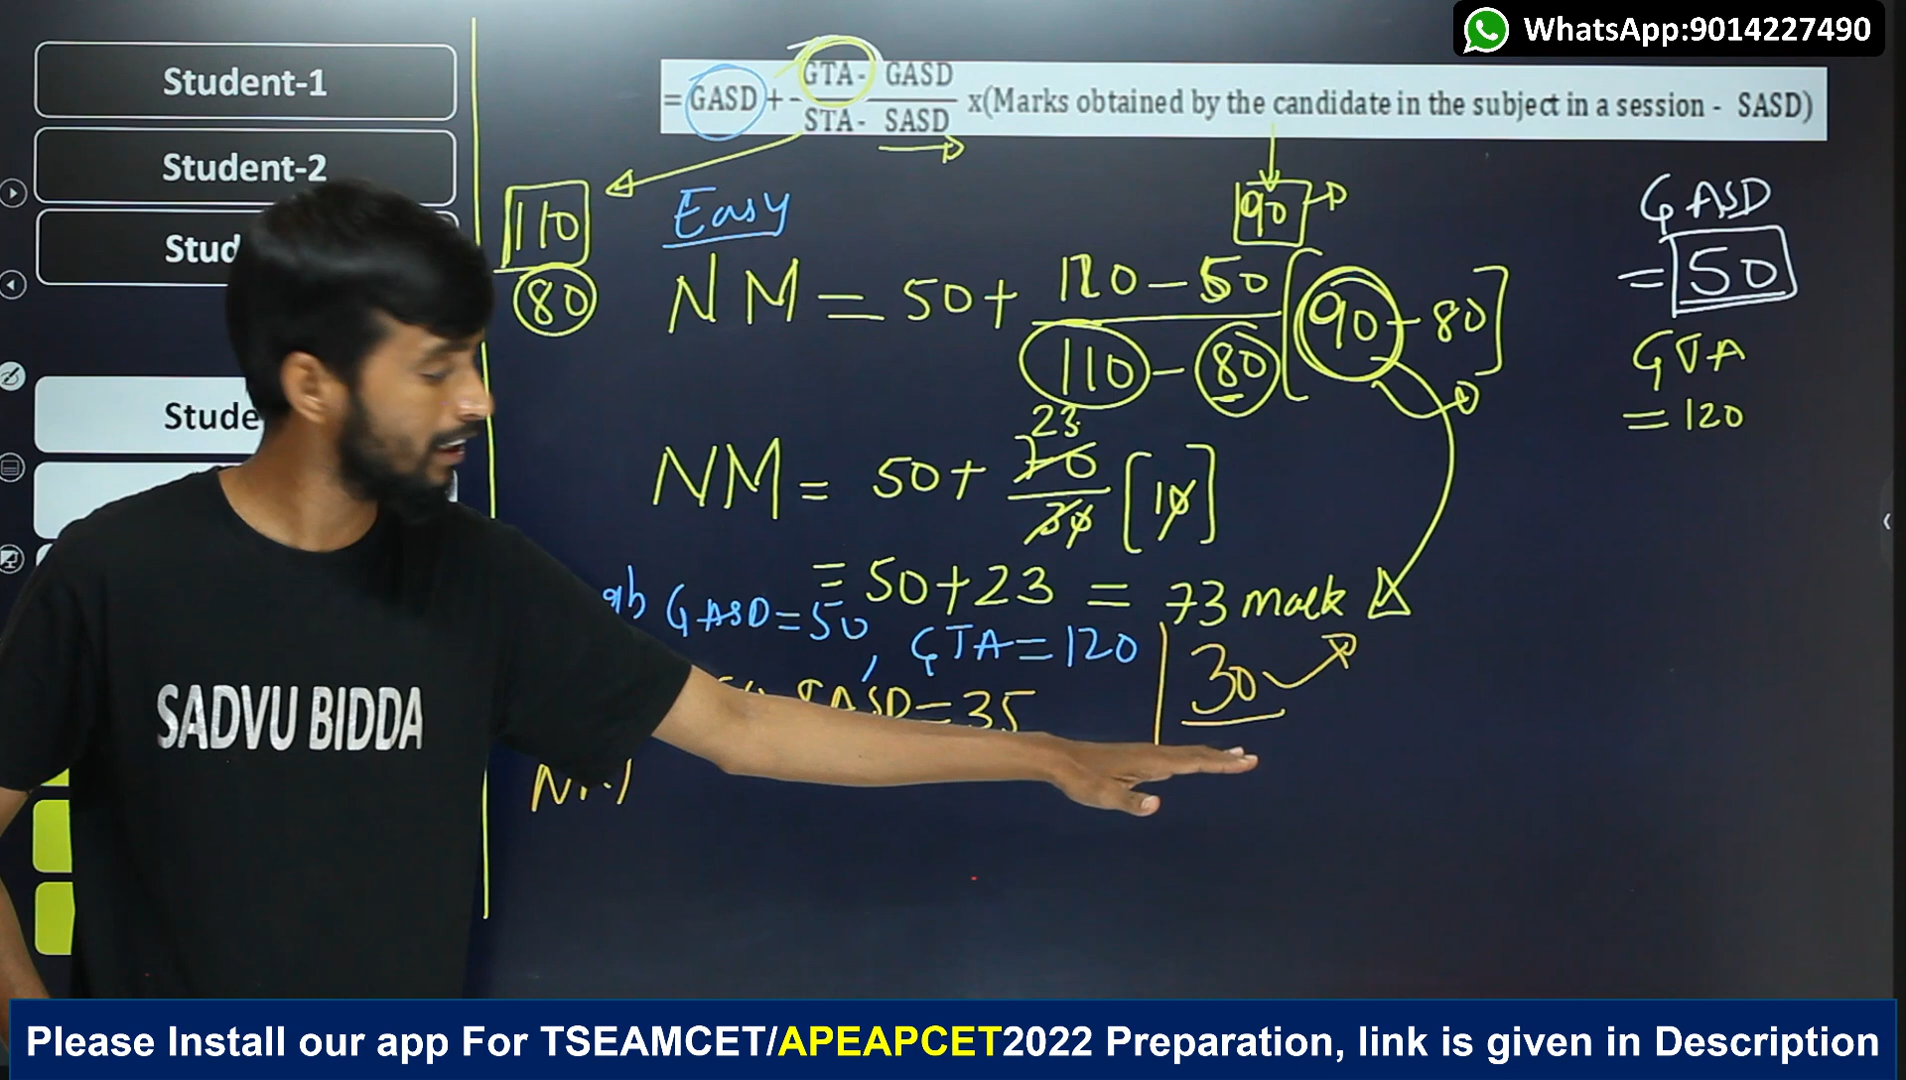 WhatsApp:9014227490
Student-1
Student-2
Stud
Stude
= GASD + GTA- GASD
STA- SASD
x(Marks obtained by the candidate in the subject in a session - SASD)
110
80
Easy
90
GASD
= 50
GTA
= 120
NM = 50+ 120-50
110-80
[90-80]
NM = 50+ 70
30
[10]
23
= 50+23 = 73 mark
GASD=50, GTA=120
SASD=35
30
SADVU BIDDA
Please Install our app For TSEAMCET/APEAPCET2022 Preparation, link is given in Description